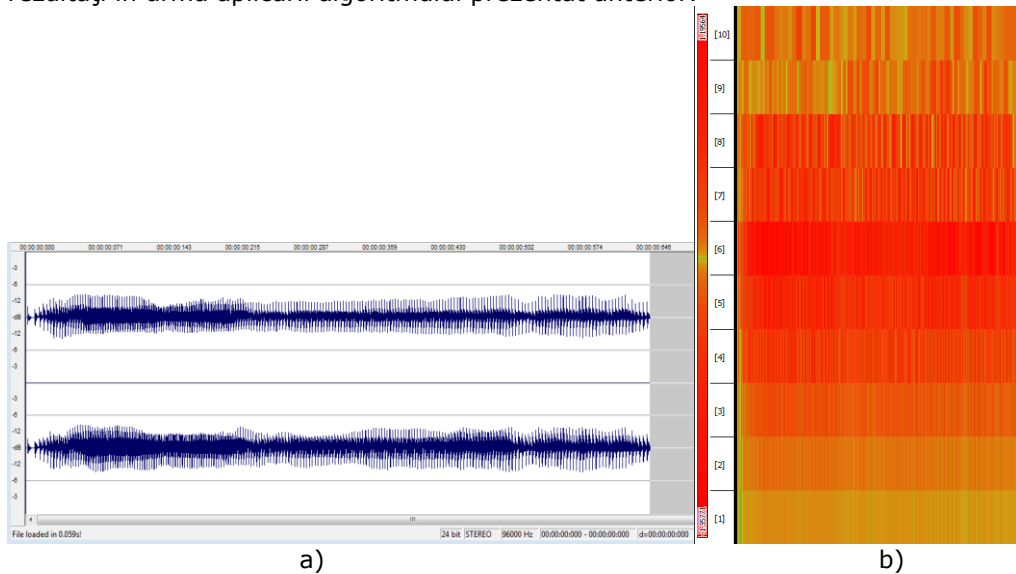 rezultați în urma aplicării algoritmului prezentat anterior.
00:00:00:000 00:00:00:071 00:00:00:143 00:00:00:215 00:00:00:287 00:00:00:359 00:00:00:430 00:00:00:502 00:00:00:574 00:00:00:646
-3
-6
-12
-dB
-12
-6
-3
-3
-6
-12
-dB
-12
-6
-3
File loaded in 0.059s!
24 bit STEREO 96000 Hz 00:00:00:000 - 00:00:00:000 d=00:00:00:000
[10]
[9]
[8]
[7]
[6]
[5]
[4]
[3]
[2]
[1]
a)
b)